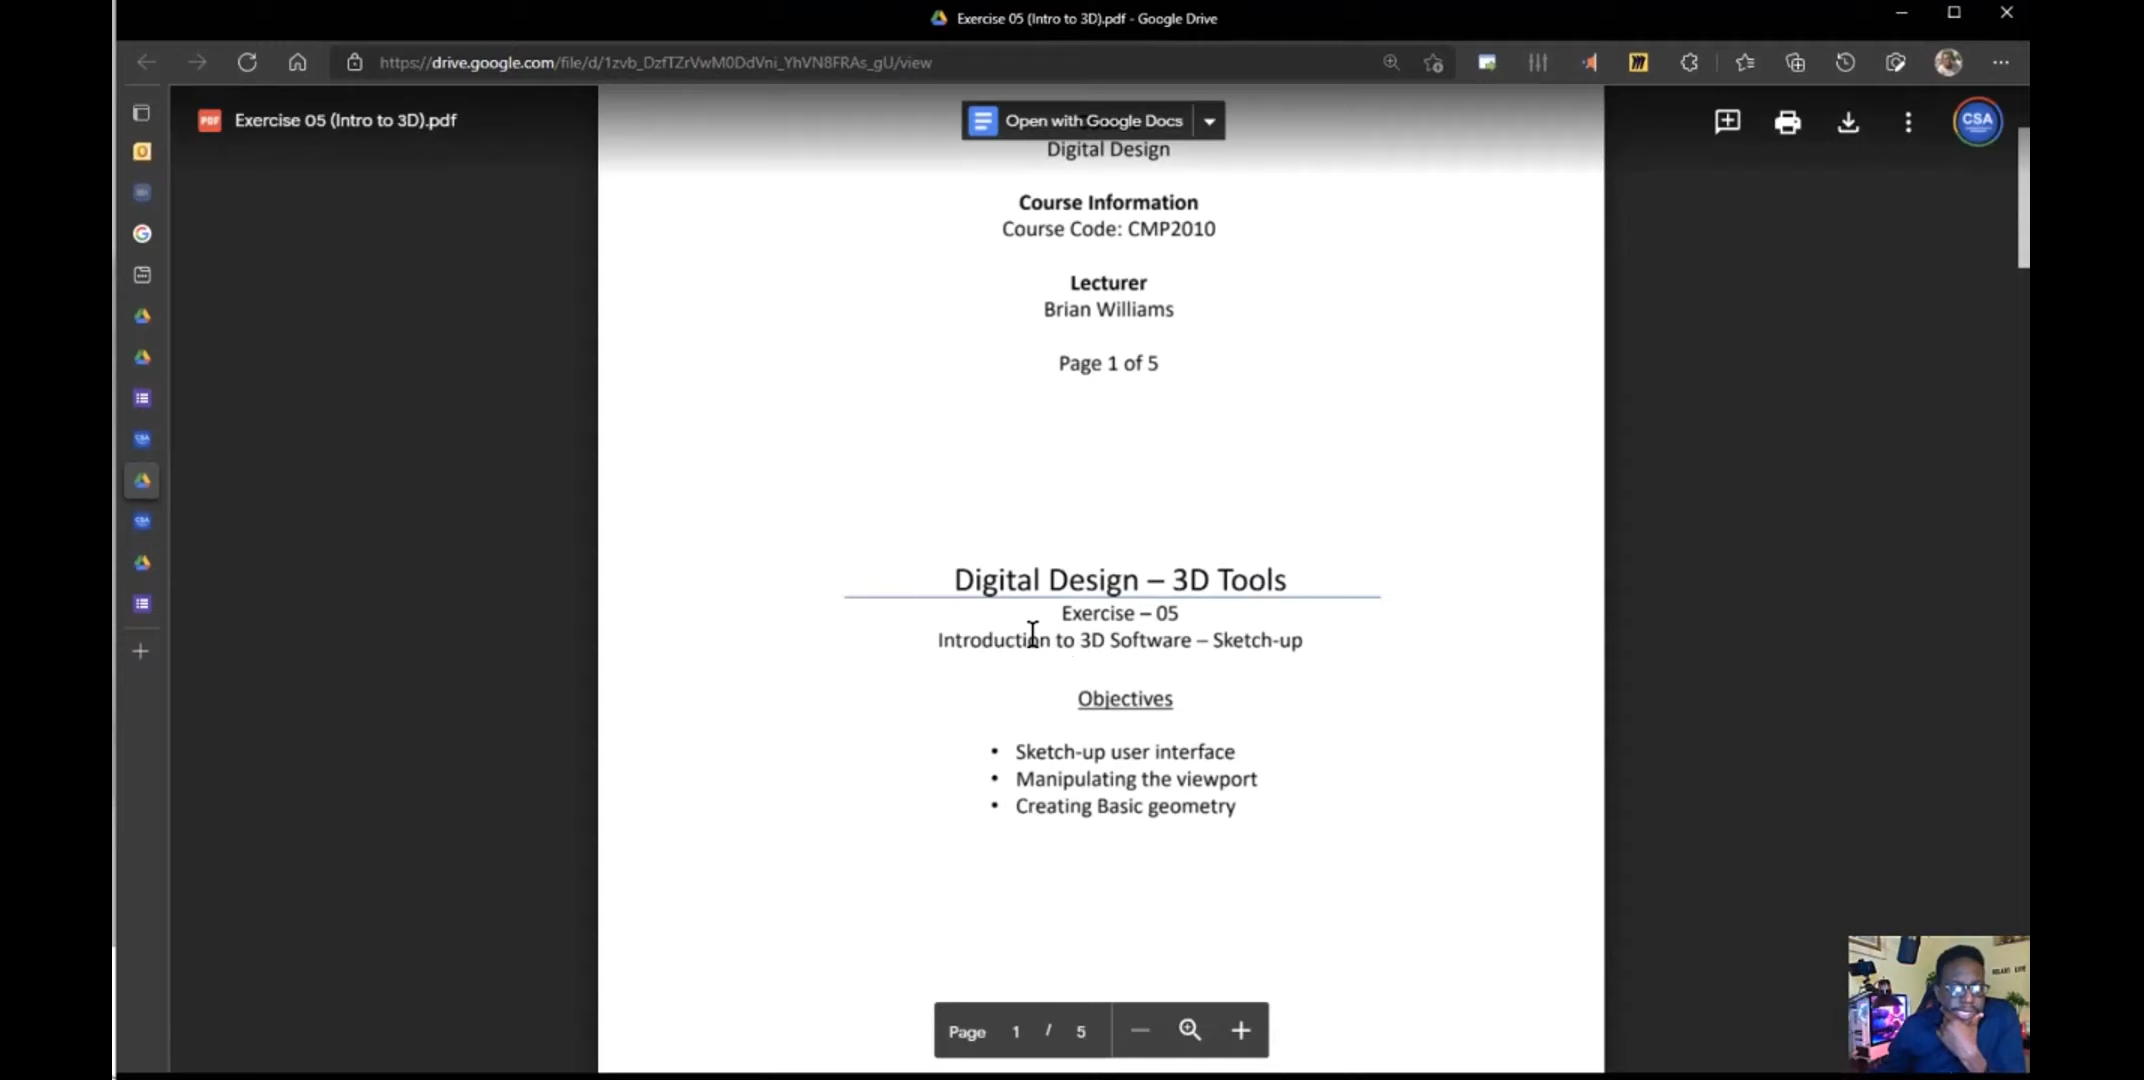 Exercise 05 (Intro to 3D).pdf - Google Drive
https://drive.google.com/file/d/1zvb_DzfTZrVwM0DdVni_YhVN8FRAs_gU/view
PDF Exercise 05 (Intro to 3D).pdf
Open with Google Docs
CSA
Digital Design
Course Information
Course Code: CMP2010
Lecturer
Brian Williams
Page 1 of 5
Digital Design – 3D Tools
Exercise – 05
Introduction to 3D Software – Sketch-up
Objectives
• Sketch-up user interface
• Manipulating the viewport
• Creating Basic geometry
Page 1 / 5